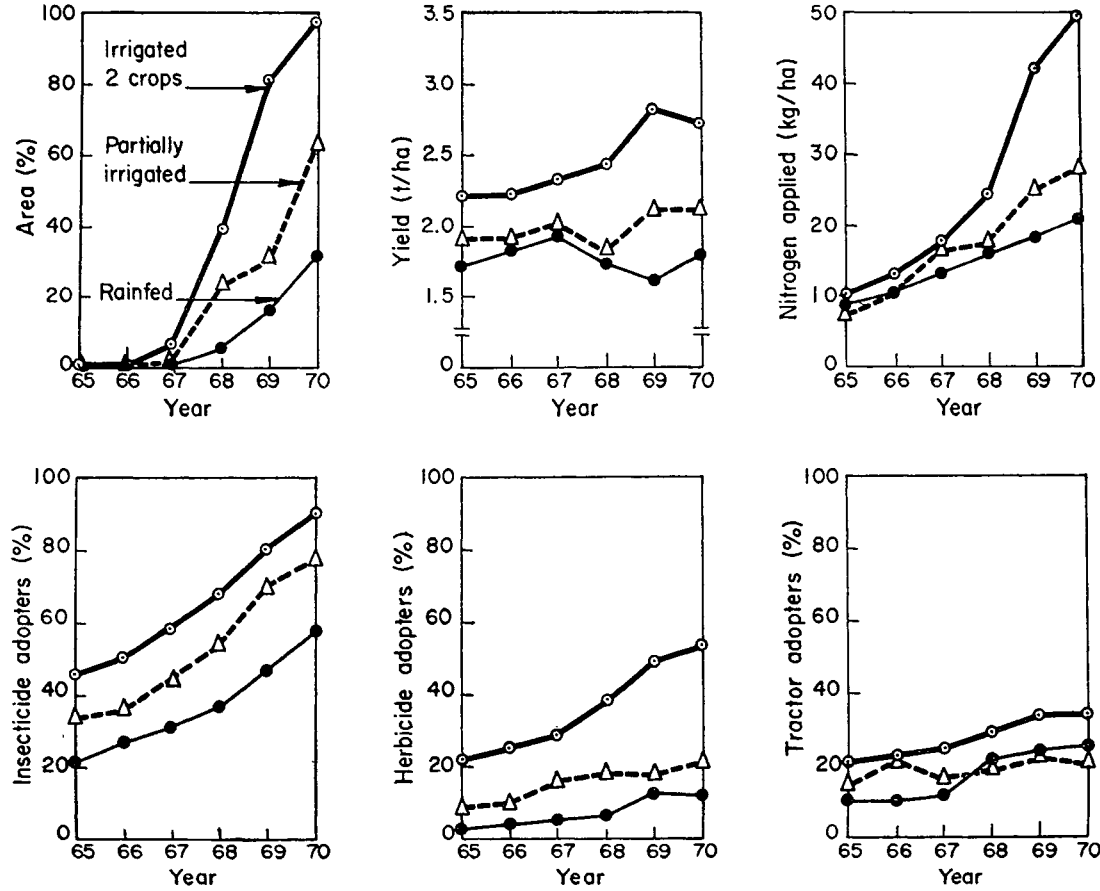 Area (%)
100
80
60
40
20
0
Irrigated
2 crops
Partially
irrigated
Rainfed
65 66 67 68 69 70
Year
Yield (t/ha)
3.5
3.0
2.5
2.0
1.5
0
65 66 67 68 69 70
Year
Nitrogen applied (kg/ha)
50
40
30
20
10
0
65 66 67 68 69 70
Year
Insecticide adopters (%)
100
80
60
40
20
0
65 66 67 68 69 70
Year
Herbicide adopters (%)
100
80
60
40
20
0
65 66 67 68 69 70
Year
Tractor adopters (%)
100
80
60
40
20
0
65 66 67 68 69 70
Year